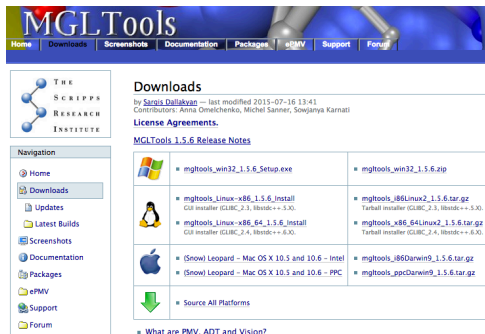 MGLTools
Home Downloads Screenshots Documentation Packages ePMV Support Forum
THE
SCRIPPS
RESEARCH
INSTITUTE
Navigation
Home
Downloads
Updates
Latest Builds
Screenshots
Documentation
Packages
ePMV
Support
Forum
Downloads
by Sargis Dallakyan — last modified 2015-07-16 13:41
Contributors: Anna Omelchenko, Michel Sanner, Sowjanya Karnati
License Agreements.
MGLTools 1.5.6 Release Notes
mgltools_win32_1.5.6_Setup.exe
mgltools_win32_1.5.6.zip
mgltools_Linux-x86_1.5.6_Install
GUI installer (GLIBC_2.3, libstdc++.5.X).
mgltools_Linux-x86_64_1.5.6_Install
GUI installer (GLIBC_2.4, libstdc++.6.X).
mgltools_i86Linux2_1.5.6.tar.gz
Tarball installer (GLIBC_2.3, libstdc++.5.X).
mgltools_x86_64Linux2_1.5.6.tar.gz
Tarball installer (GLIBC_2.4, libstdc++.6.X).
(Snow) Leopard - Mac OS X 10.5 and 10.6 - Intel
(Snow) Leopard - Mac OS X 10.5 and 10.6 - PPC
mgltools_i86Darwin9_1.5.6.tar.gz
mgltools_ppcDarwin9_1.5.6.tar.gz
Source All Platforms
What are PMV, ADT and Vision?